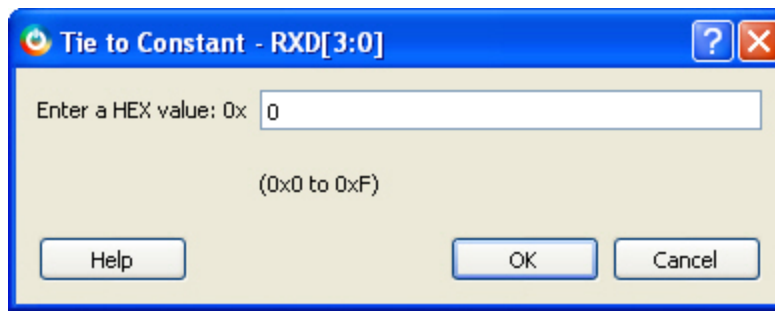 Tie to Constant - RXD[3:0]
?
Enter a HEX value: 0x 0
(0x0 to 0xF)
Help OK Cancel